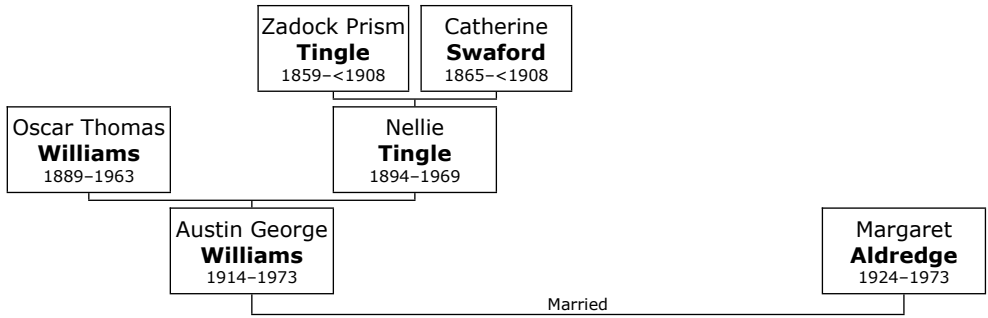 Zadock Prism
Tingle
1859–<1908
Catherine
Swaford
1865–<1908
Oscar Thomas
Williams
1889–1963
Nellie
Tingle
1894–1969
Austin George
Williams
1914–1973
Margaret
Aldredge
1924–1973
Married